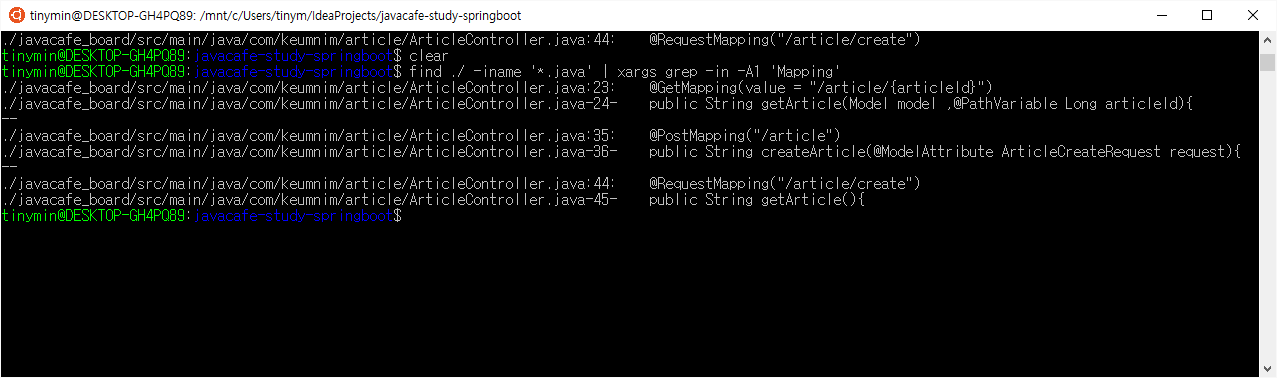 tinymin@DESKTOP-GH4PQ89: /mnt/c/Users/tinym/IdeaProjects/javacafe-study-springboot
./javacafe_board/src/main/java/com/keumnim/article/ArticleController.java:44:    @RequestMapping("/article/create")
tinymin@DESKTOP-GH4PQ89:javacafe-study-springboot$ clear
tinymin@DESKTOP-GH4PQ89:javacafe-study-springboot$ find ./ -iname '*.java' | xargs grep -in -A1 'Mapping'
./javacafe_board/src/main/java/com/keumnim/article/ArticleController.java:23:    @GetMapping(value = "/article/{articleId}")
./javacafe_board/src/main/java/com/keumnim/article/ArticleController.java-24-    public String getArticle(Model model ,@PathVariable Long articleId){
--
./javacafe_board/src/main/java/com/keumnim/article/ArticleController.java:35:    @PostMapping("/article")
./javacafe_board/src/main/java/com/keumnim/article/ArticleController.java-36-    public String createArticle(@ModelAttribute ArticleCreateRequest request){
--
./javacafe_board/src/main/java/com/keumnim/article/ArticleController.java:44:    @RequestMapping("/article/create")
./javacafe_board/src/main/java/com/keumnim/article/ArticleController.java-45-    public String getArticle(){
tinymin@DESKTOP-GH4PQ89:javacafe-study-springboot$